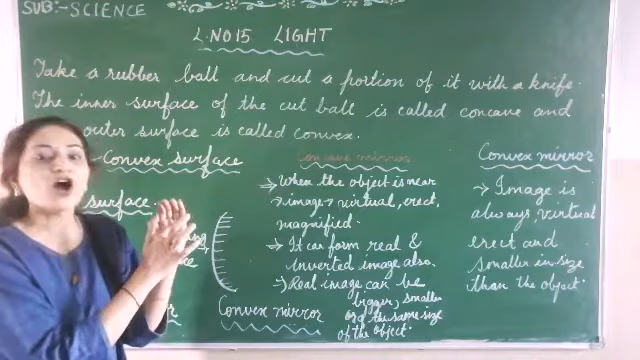 SUB:- SCIENCE
L.NO 15 LIGHT
Take a rubber ball and cut a portion of it with a knife.
The inner surface of the cut ball is called concave and
outer surface is called convex.
Convex surface
surface
Convex mirror
Concave mirror
→ When the object is near
→ image → virtual, erect,
magnified.
→ It can form real &
inverted image also.
→ Real image can be
bigger, smaller
or the same size
of the object.
Convex mirror
→ Image is
always, virtual
erect and
smaller in size
than the object.